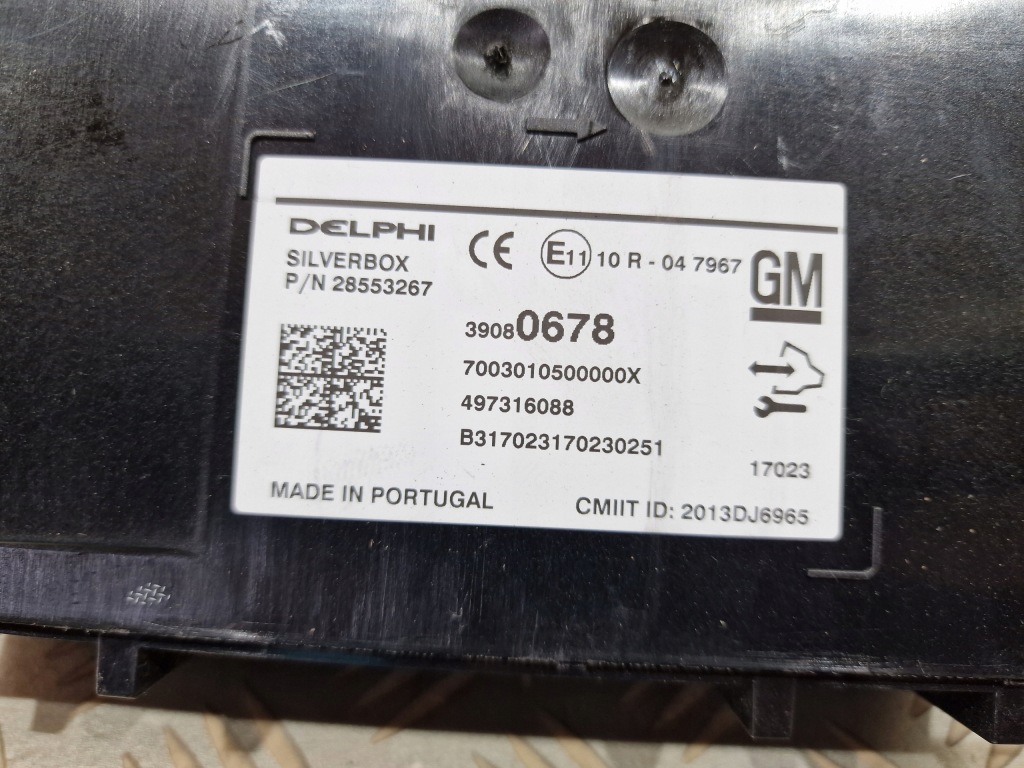 DELPHI
SILVERBOX
P/N 28553267
CE E11 10 R - 04 7967
GM
39080678
7003010500000X
497316088
B317023170230251
17023
MADE IN PORTUGAL
CMIIT ID: 2013DJ6965